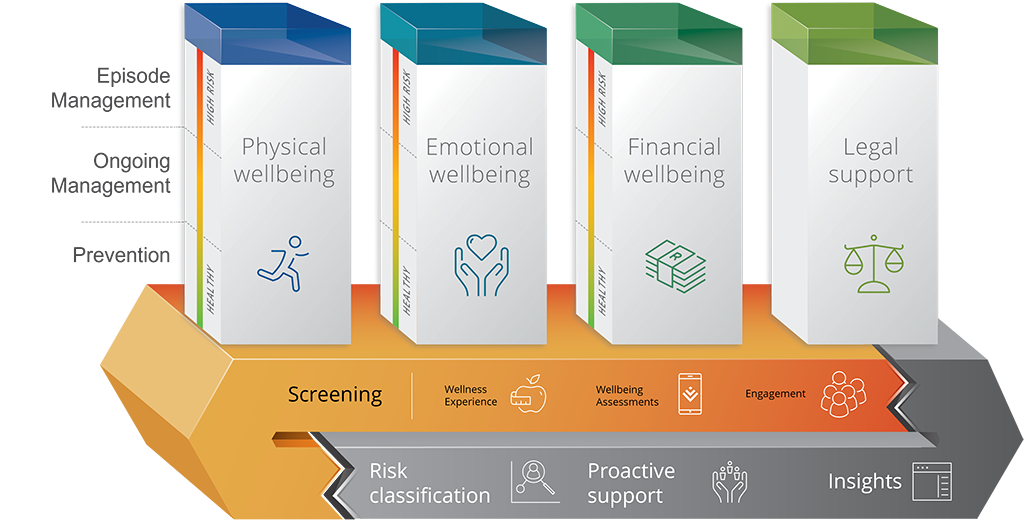 Episode
Management
Ongoing
Management
Prevention
HIGH RISK
HEALTHY
Physical
wellbeing
HIGH RISK
HEALTHY
Emotional
wellbeing
HIGH RISK
HEALTHY
Financial
wellbeing
R
Legal
support
Screening
Wellness
Experience
Wellbeing
Assessments
Engagement
Risk
classification
Proactive
support
Insights